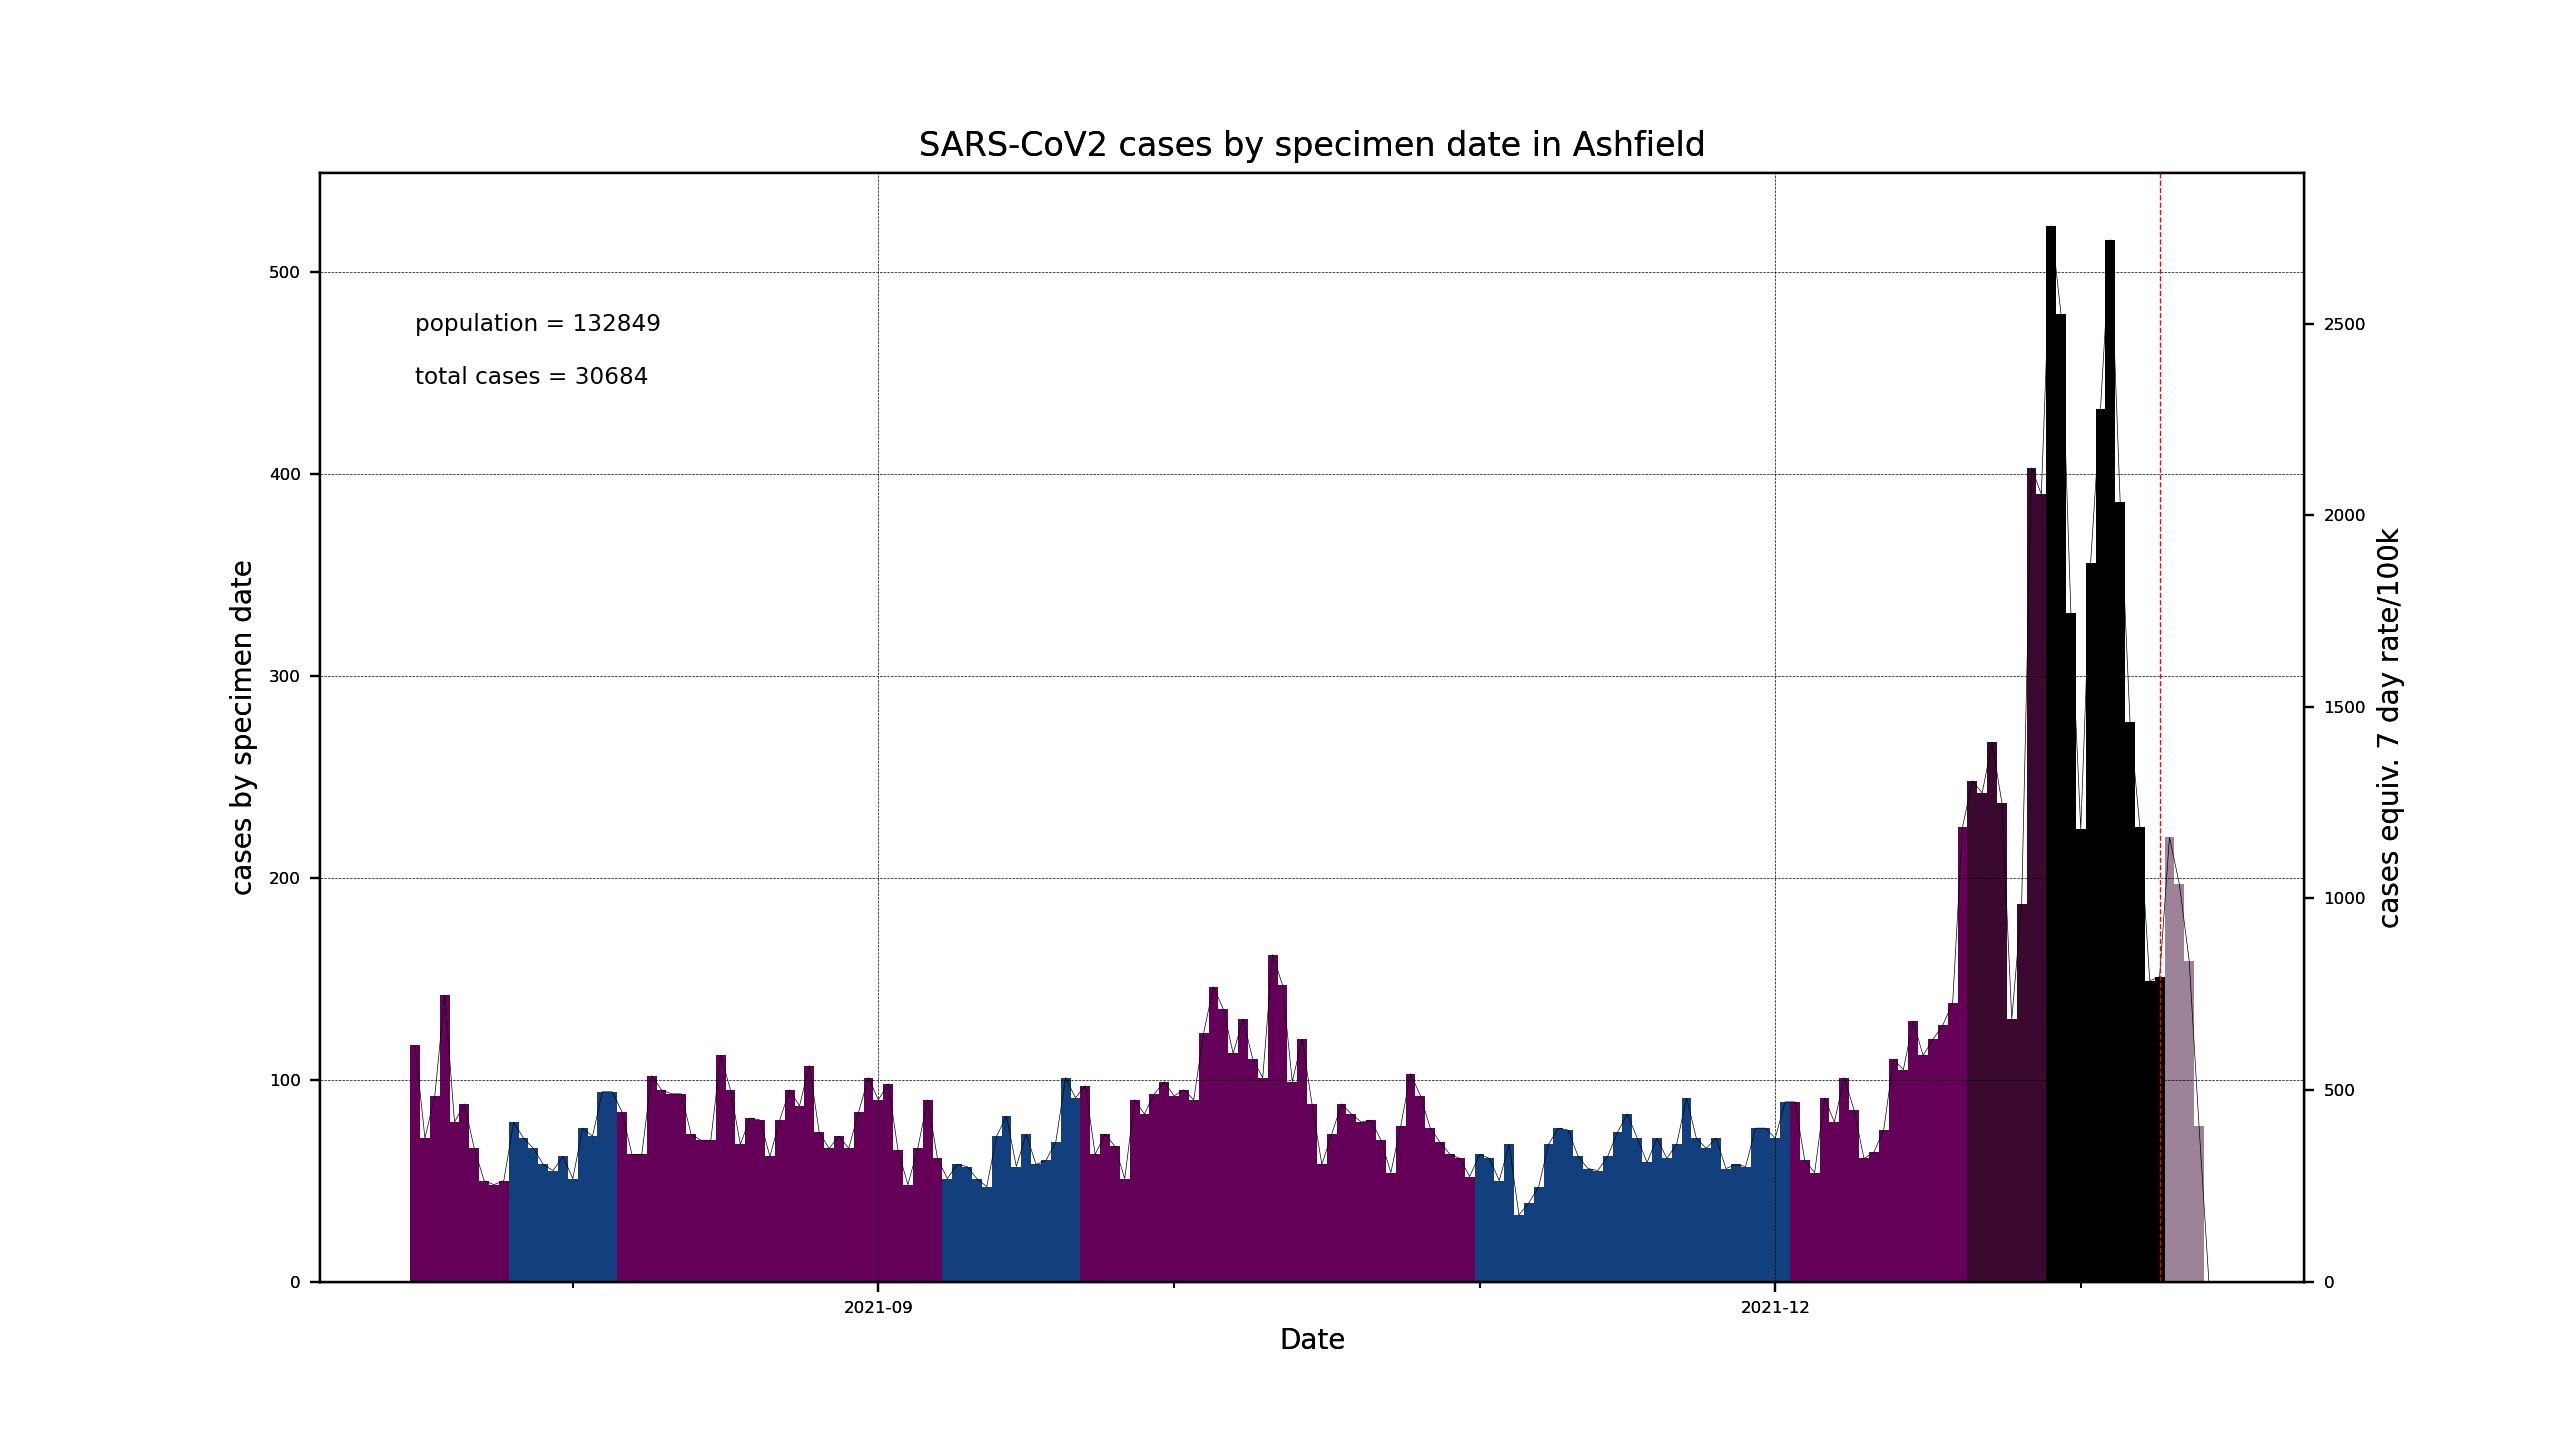 SARS-CoV2 cases by specimen date in Ashfield
population = 132849
total cases = 30684
cases by specimen date
500
400
300
200
100
0
2500
2000
1500
1000
500
0
cases equiv. 7 day rate/100k
2021-09
2021-12
Date